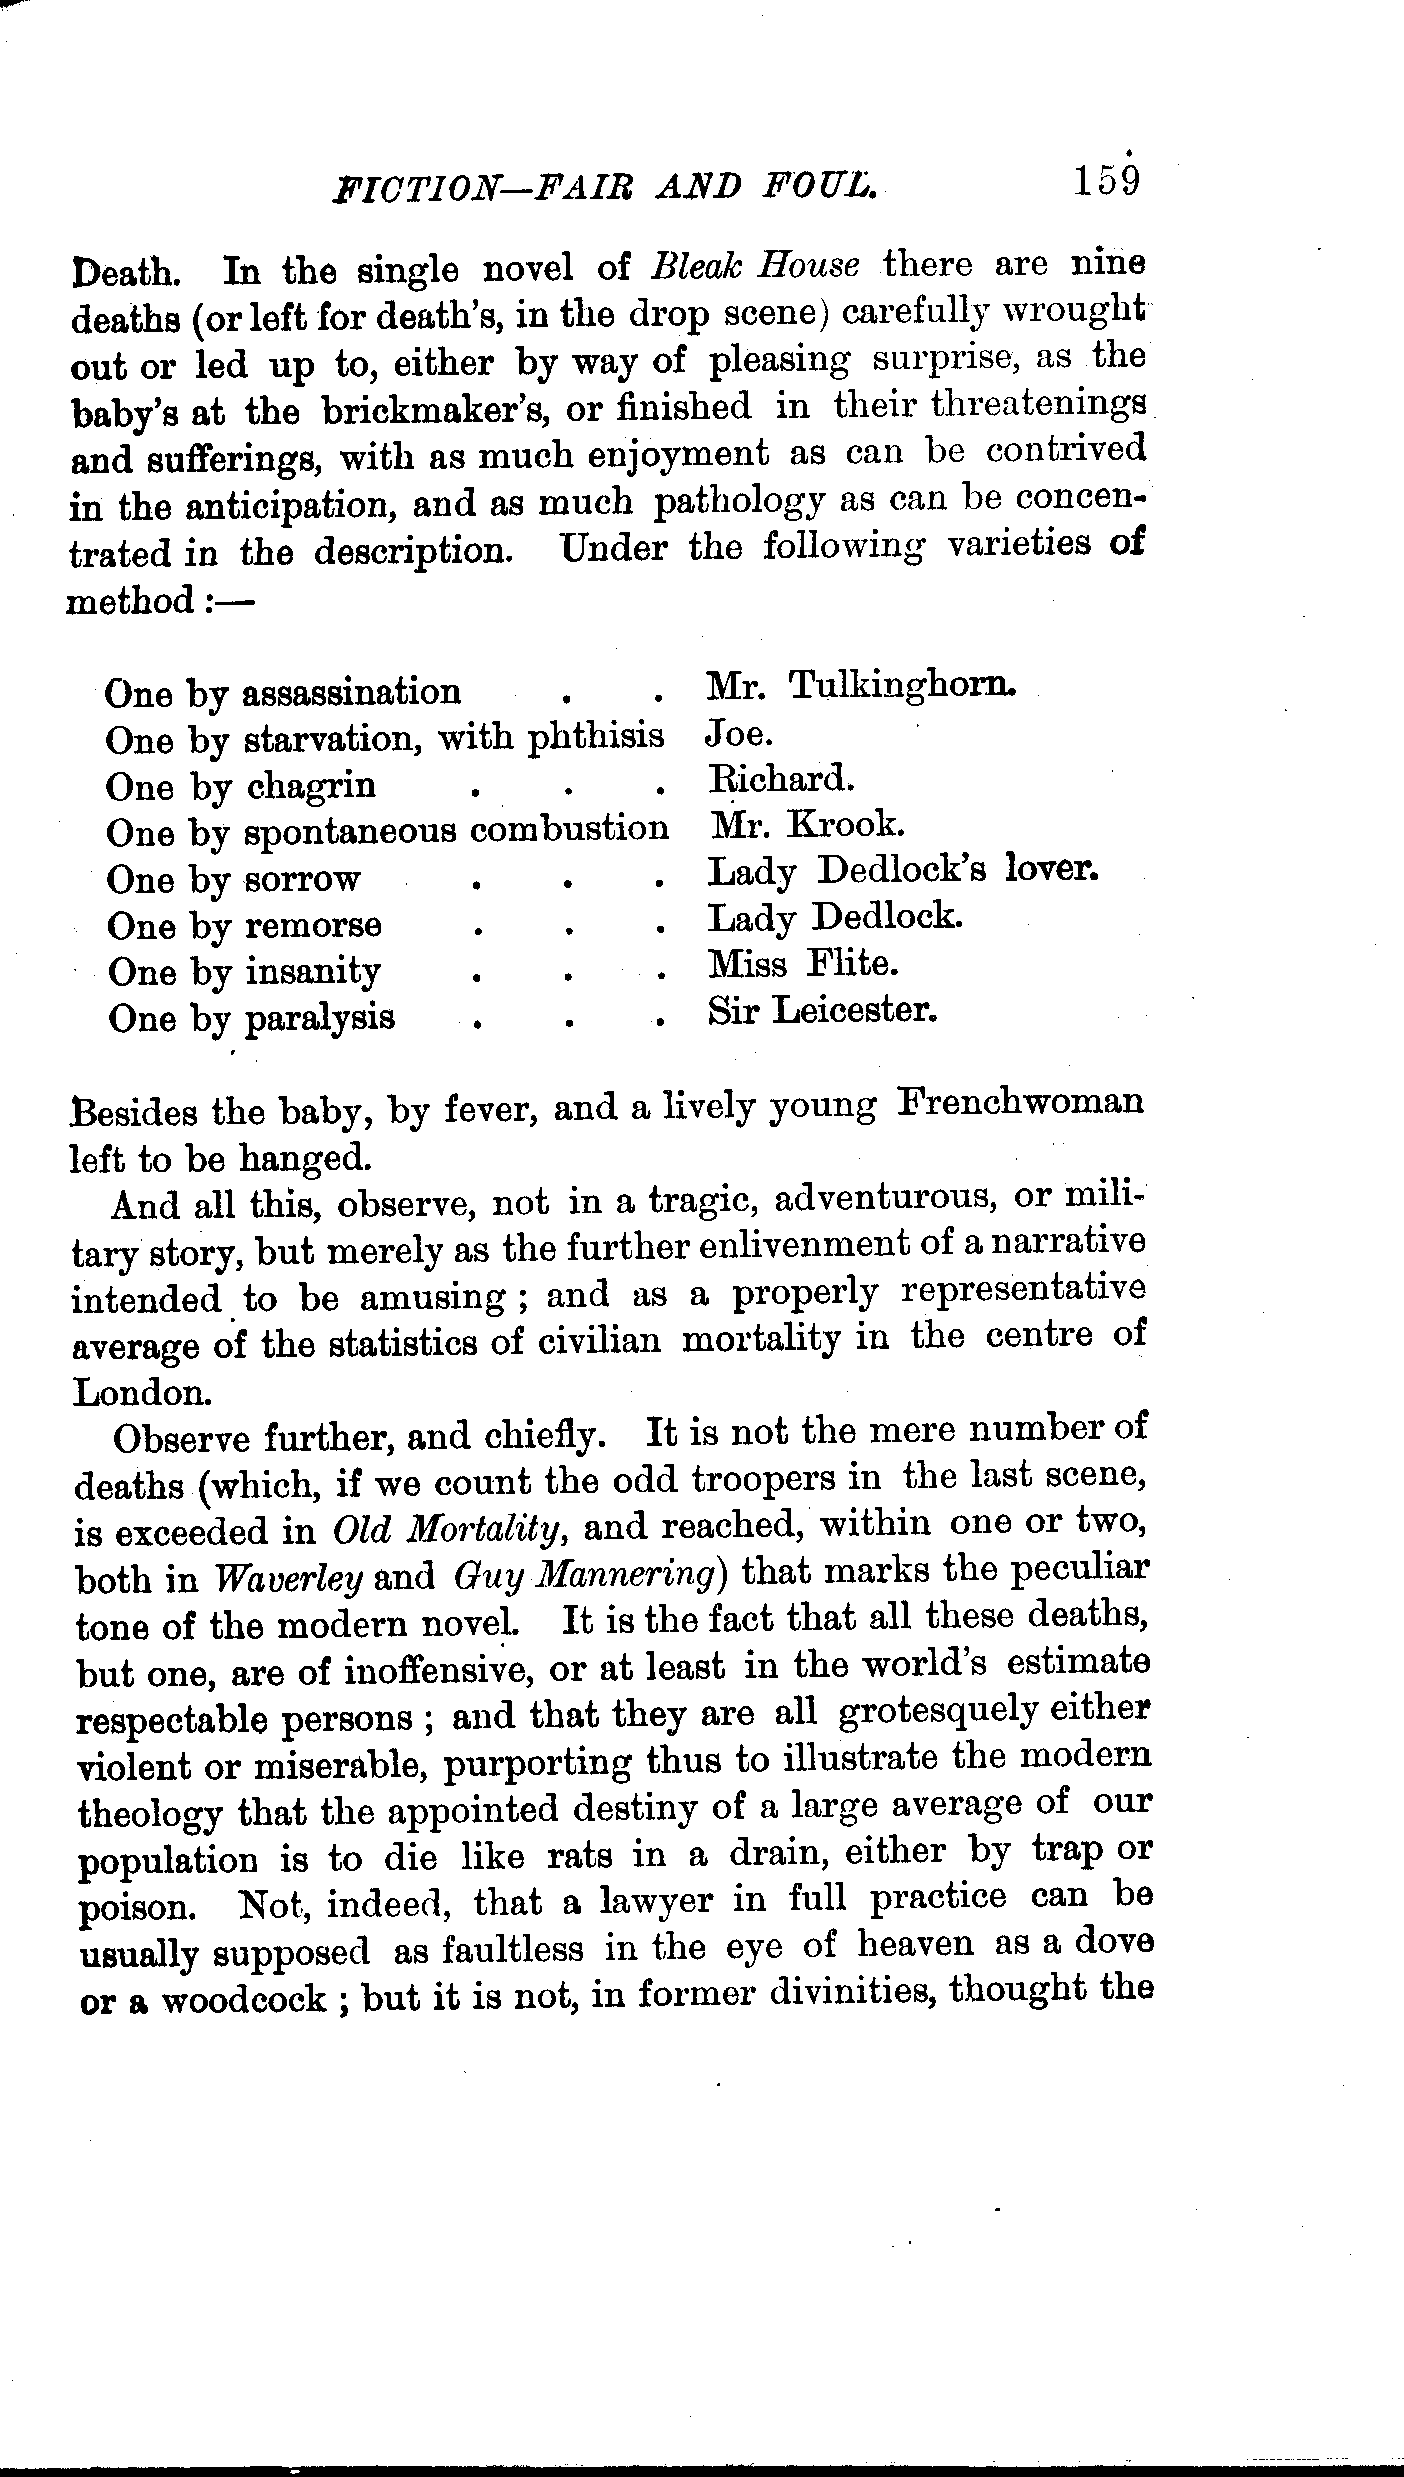 FICTION—FAIR AND FOUL. 159
Death. In the single novel of Bleak House there are nine
deaths (or left for death's, in the drop scene) carefully wrought
out or led up to, either by way of pleasing surprise, as the
baby's at the brickmaker's, or finished in their threatenings
and sufferings, with as much enjoyment as can be contrived
in the anticipation, and as much pathology as can be concen-
trated in the description. Under the following varieties of
method :—
One by assassination . . Mr. Tulkinghorn.
One by starvation, with phthisis Joe.
One by chagrin . . . Richard.
One by spontaneous combustion Mr. Krook.
One by sorrow . . . Lady Dedlock's lover.
One by remorse . . . Lady Dedlock.
One by insanity . . . Miss Flite.
One by paralysis . . . Sir Leicester.
Besides the baby, by fever, and a lively young Frenchwoman
left to be hanged.
And all this, observe, not in a tragic, adventurous, or mili-
tary story, but merely as the further enlivenment of a narrative
intended to be amusing ; and as a properly representative
average of the statistics of civilian mortality in the centre of
London.
Observe further, and chiefly. It is not the mere number of
deaths (which, if we count the odd troopers in the last scene,
is exceeded in Old Mortality, and reached, within one or two,
both in Waverley and Guy Mannering) that marks the peculiar
tone of the modern novel. It is the fact that all these deaths,
but one, are of inoffensive, or at least in the world's estimate
respectable persons ; and that they are all grotesquely either
violent or miserable, purporting thus to illustrate the modern
theology that the appointed destiny of a large average of our
population is to die like rats in a drain, either by trap or
poison. Not, indeed, that a lawyer in full practice can be
usually supposed as faultless in the eye of heaven as a dove
or a woodcock ; but it is not, in former divinities, thought the